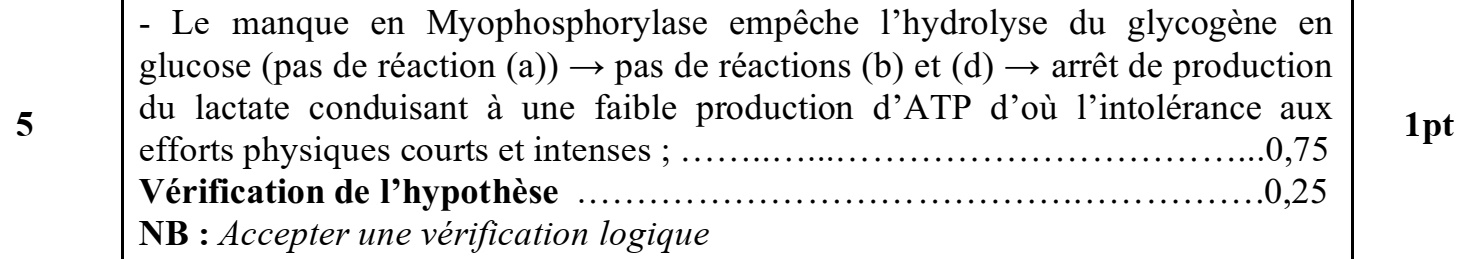 - Le manque en Myophosphorylase empêche l’hydrolyse du glycogène en
glucose (pas de réaction (a)) → pas de réactions (b) et (d) → arrêt de production
5 du lactate conduisant à une faible production d’ATP d’où l’intolérance aux 1pt
efforts physiques courts et intenses ; ……..…...…………………………………...0,75
Vérification de l’hypothèse …………………………………………….…………………0,25
NB : Accepter une vérification logique